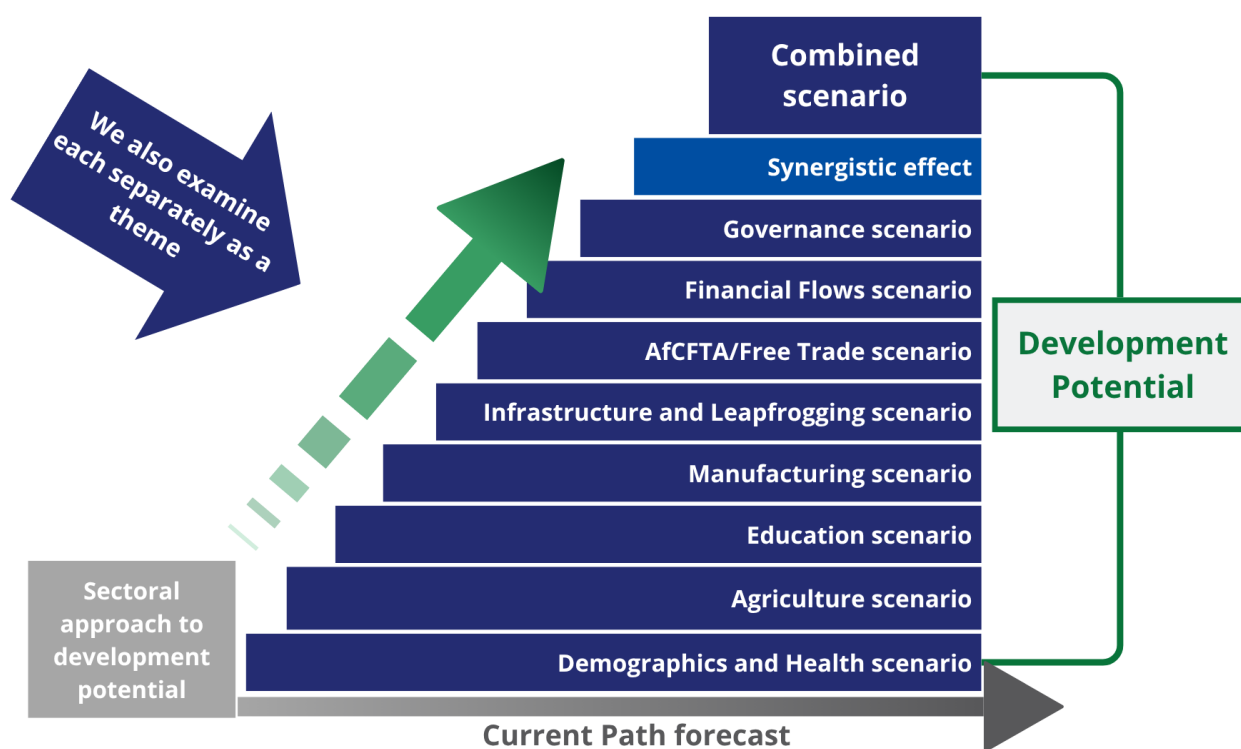 Combined
scenario
We also examine
each separately as a
theme
Synergistic effect
Governance scenario
Financial Flows scenario
AfCFTA/Free Trade scenario
Development
Potential
Infrastructure and Leapfrogging scenario
Manufacturing scenario
Education scenario
Sectoral
approach to
development
potential
Agriculture scenario
Demographics and Health scenario
Current Path forecast